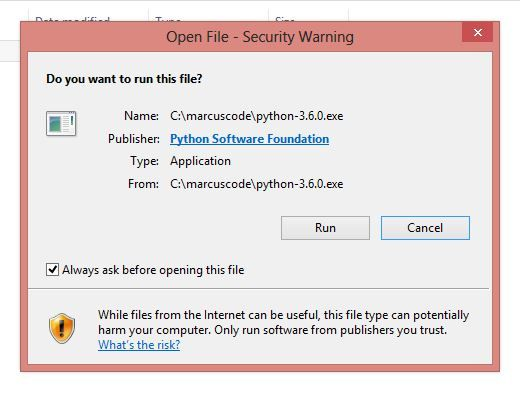 Date modified Type Size
Open File - Security Warning
Do you want to run this file?
Name: C:\marcuscode\python-3.6.0.exe
Publisher: Python Software Foundation
Type: Application
From: C:\marcuscode\python-3.6.0.exe
Run Cancel
Always ask before opening this file
While files from the Internet can be useful, this file type can potentially
harm your computer. Only run software from publishers you trust.
What's the risk?